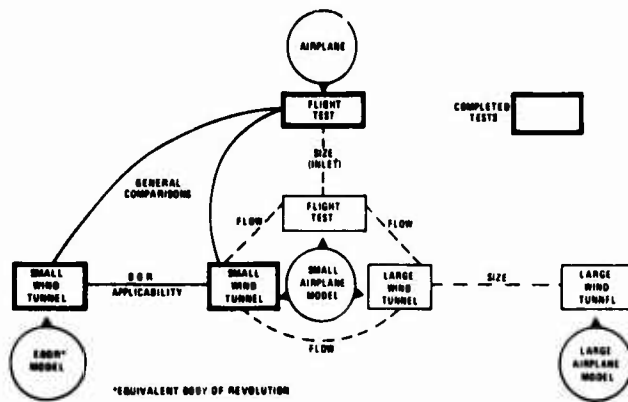 AIRPLANE
FLIGHT
TEST
COMPLETED
TESTS
SIZE
(INLET)
GENERAL
COMPARISONS
FLOW
FLIGHT
TEST
FLOW
SMALL
WIND
TUNNEL
B O R
APPLICABILITY
SMALL
WIND
TUNNEL
SMALL
AIRPLANE
MODEL
LARGE
WIND
TUNNEL
SIZE
LARGE
WIND
TUNNEL
FLOW
EBOR*
MODEL
LARGE
AIRPLANE
MODEL
*EQUIVALENT BODY OF REVOLUTION